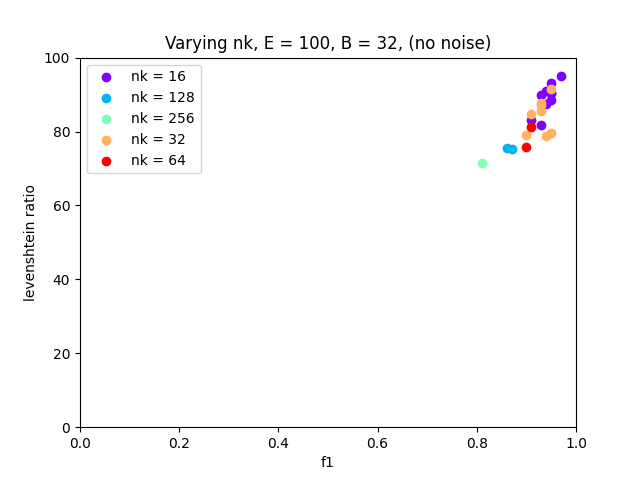 Varying nk, E = 100, B = 32, (no noise)
100
80
60
40
20
0
levenshtein ratio
nk = 16
nk = 128
nk = 256
nk = 32
nk = 64
0.0 0.2 0.4 0.6 0.8 1.0
f1